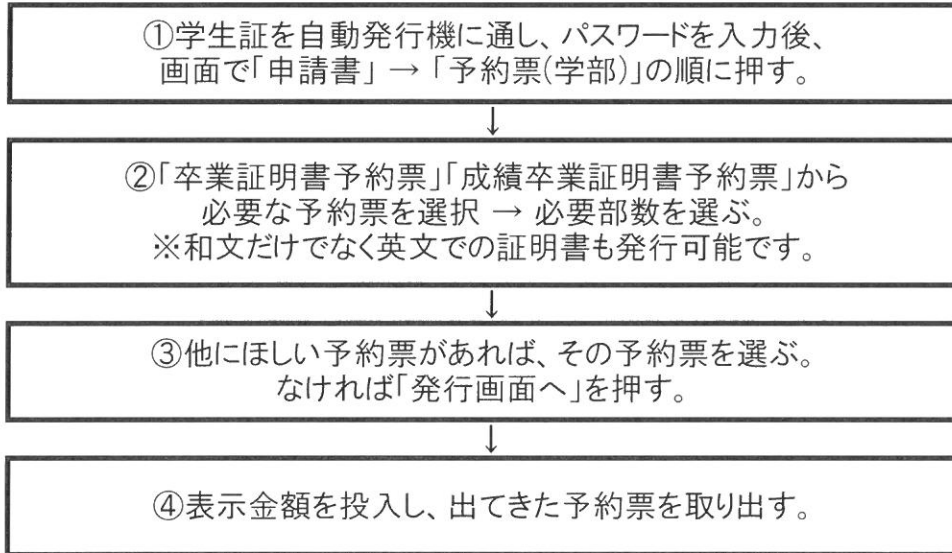 ①学生証を自動発行機に通し、パスワードを入力後、
画面で「申請書」 → 「予約票(学部)」の順に押す。
↓
②「卒業証明書予約票」「成績卒業証明書予約票」から
必要な予約票を選択 → 必要部数を選ぶ。
※和文だけでなく英文での証明書も発行可能です。
↓
③他にほしい予約票があれば、その予約票を選ぶ。
なければ「発行画面へ」を押す。
↓
④表示金額を投入し、出てきた予約票を取り出す。